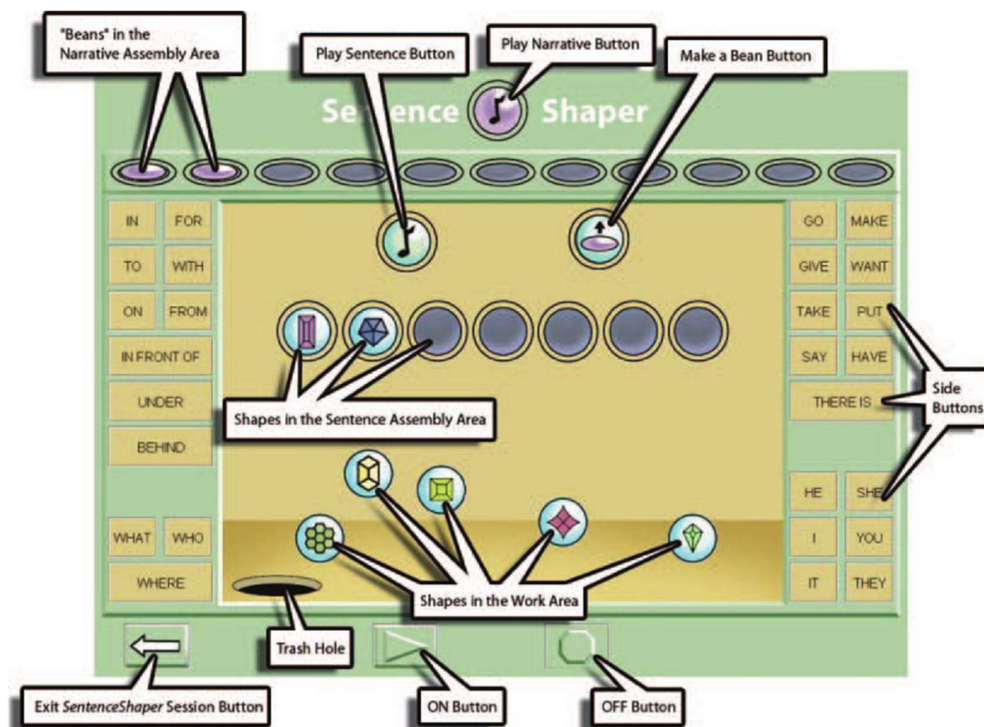 "Beans" in the
Narrative Assembly Area
Play Sentence Button
Play Narrative Button
Make a Bean Button
Sentence Shaper
IN FOR
TO WITH
ON FROM
IN FRONT OF
UNDER
BEHIND
WHAT WHO
WHERE
GO MAKE
GIVE WANT
TAKE PUT
SAY HAVE
THERE IS
HE SHE
I YOU
IT THEY
Side
Buttons
Shapes in the Sentence Assembly Area
Shapes in the Work Area
Trash Hole
Exit SentenceShaper Session Button
ON Button
OFF Button